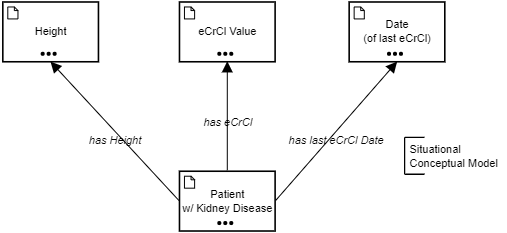 Height
eCrCl Value
Date
(of last eCrCl)
has Height
has eCrCl
has last eCrCl Date
Situational
Conceptual Model
Patient
w/ Kidney Disease